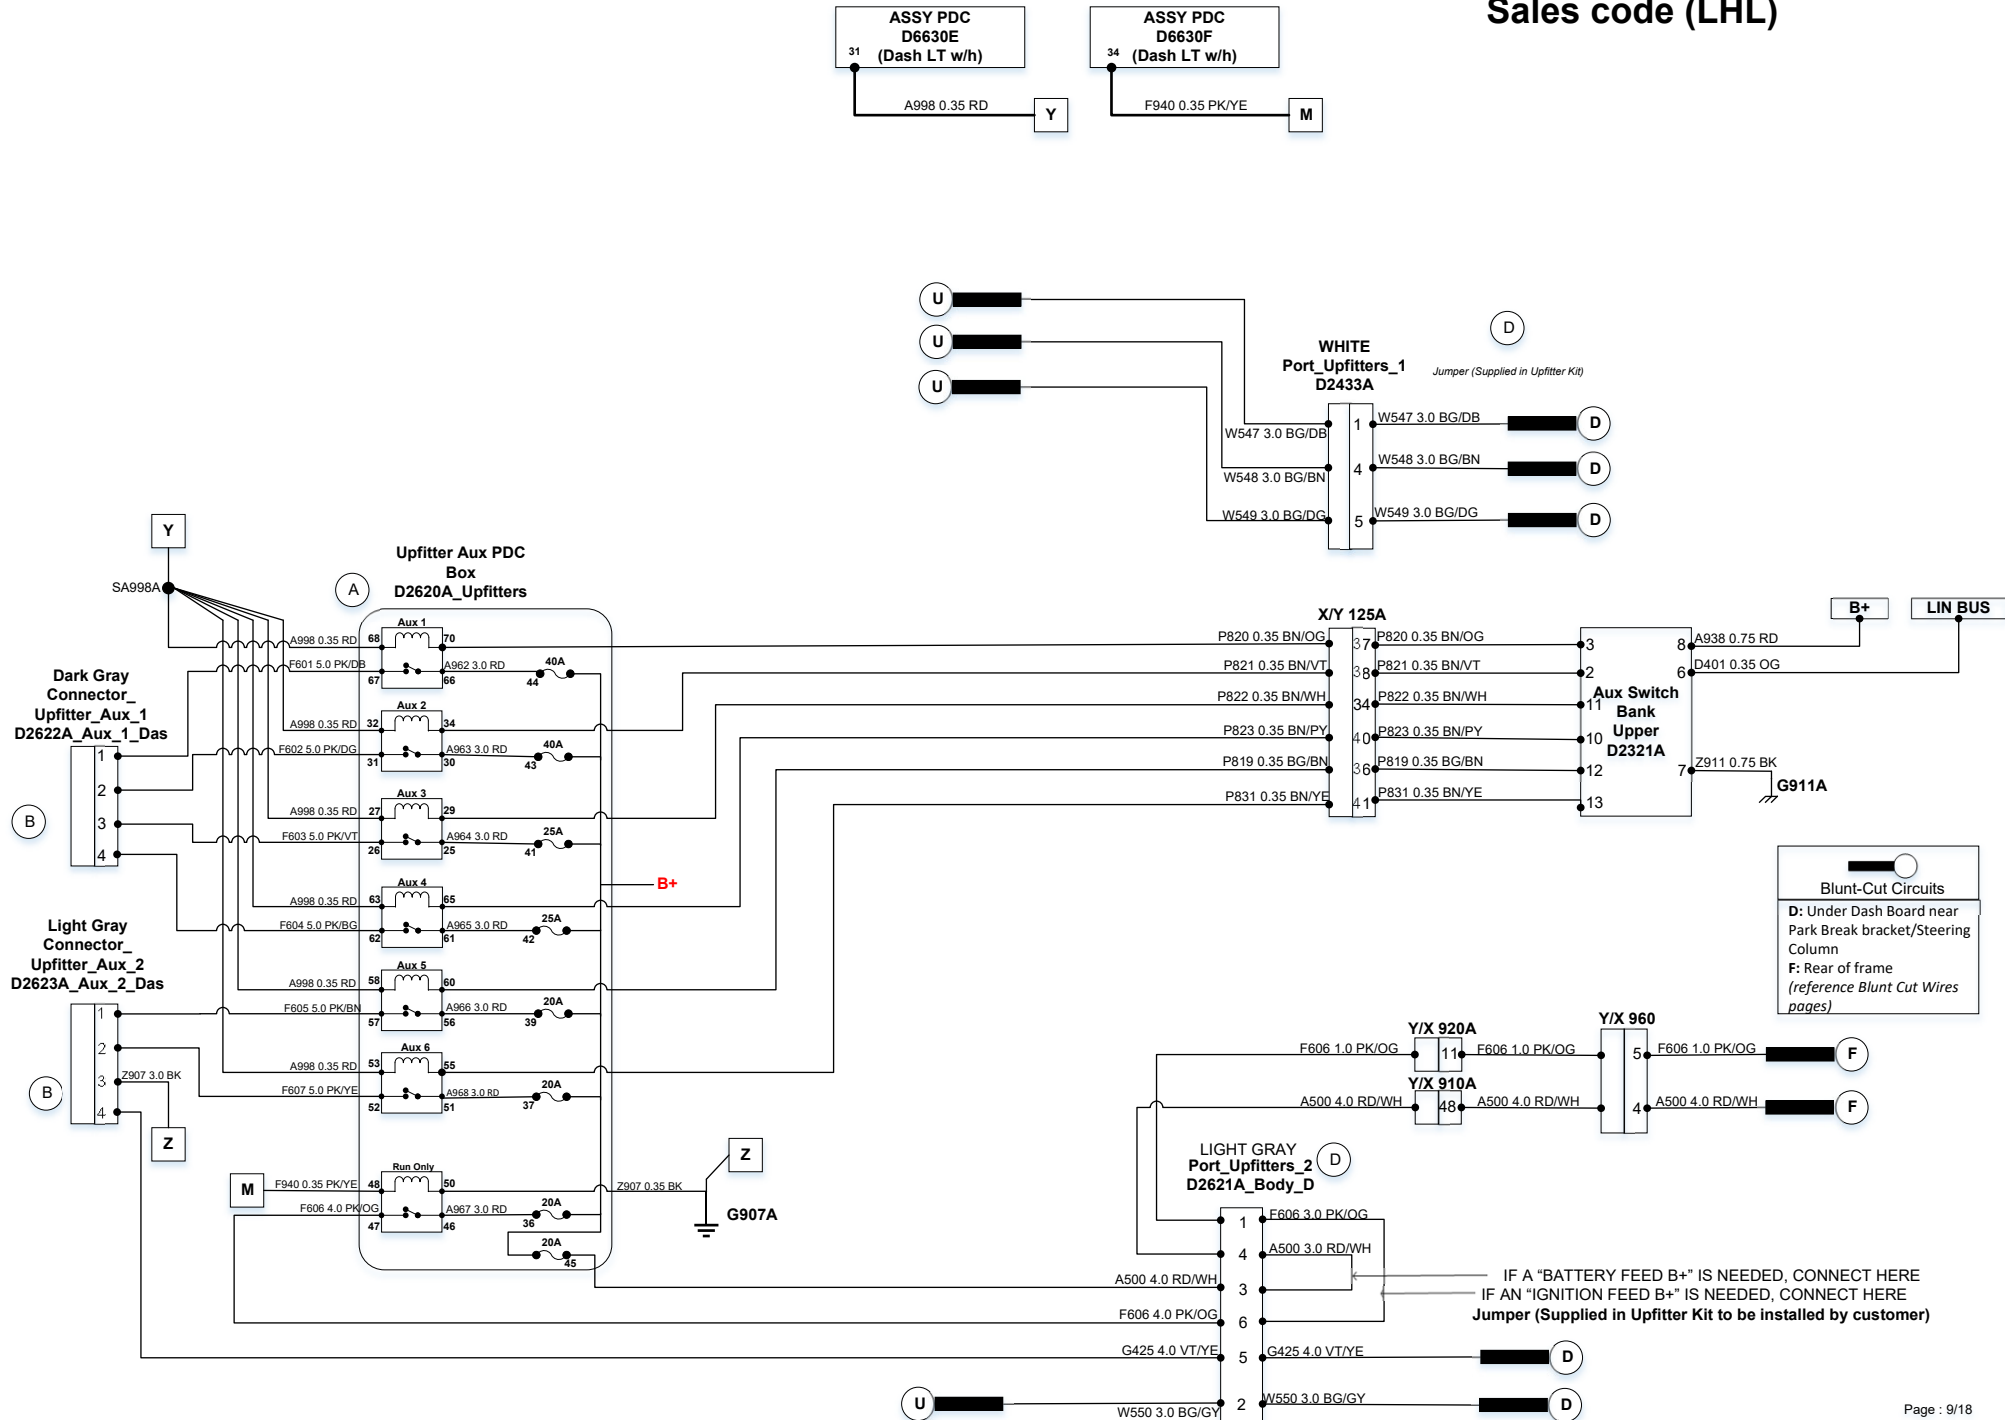 Sales code (LHL)
ASSY PDC
D6630E
31 (Dash LT w/h)
A998 0.35 RD
Y
ASSY PDC
D6630F
34 (Dash LT w/h)
F940 0.35 PK/YE
M
U
U
U
WHITE
Port_Upfitters_1
D2433A
D
Jumper (Supplied in Upfitter Kit)
W547 3.0 BG/DB
1
W547 3.0 BG/DB
D
W548 3.0 BG/BN
4
W548 3.0 BG/BN
D
W549 3.0 BG/DG
5
W549 3.0 BG/DG
D
Y
SA998A
A
Upfitter Aux PDC
Box
D2620A_Upfitters
Aux 1
A998 0.35 RD
68
70
F601 5.0 PK/DB
67
66
A962 3.0 RD
40A
44
Aux 2
A998 0.35 RD
32
34
F602 5.0 PK/DG
31
30
A963 3.0 RD
40A
43
Aux 3
A998 0.35 RD
27
29
F603 5.0 PK/VT
26
25
A964 3.0 RD
25A
41
B+
Aux 4
A998 0.35 RD
63
65
F604 5.0 PK/BG
62
61
A965 3.0 RD
25A
42
Aux 5
A998 0.35 RD
58
60
F605 5.0 PK/BN
57
56
A966 3.0 RD
20A
39
Aux 6
A998 0.35 RD
53
55
F607 5.0 PK/YE
52
51
A968 3.0 RD
20A
37
Run Only
M
F940 0.35 PK/YE
48
50
F606 4.0 PK/OG
47
46
A967 3.0 RD
20A
36
20A
45
Z907 0.35 BK
Z
G907A
Dark Gray
Connector_
Upfitter_Aux_1
D2622A_Aux_1_Das
1
2
3
4
B
Light Gray
Connector_
Upfitter_Aux_2
D2623A_Aux_2_Das
1
2
3
4
Z907 3.0 BK
Z
B
X/Y 125A
P820 0.35 BN/OG
37
P820 0.35 BN/OG
3
P821 0.35 BN/VT
38
P821 0.35 BN/VT
2
P822 0.35 BN/WH
34
P822 0.35 BN/WH
11
P823 0.35 BN/PY
40
P823 0.35 BN/PY
10
P819 0.35 BG/BN
36
P819 0.35 BG/BN
12
P831 0.35 BN/YE
41
P831 0.35 BN/YE
13
Aux Switch
Bank
Upper
D2321A
8
A938 0.75 RD
B+
6
D401 0.35 OG
LIN BUS
7
Z911 0.75 BK
G911A
Blunt-Cut Circuits
D: Under Dash Board near
Park Break bracket/Steering
Column
F: Rear of frame
(reference Blunt Cut Wires
pages)
Y/X 920A
F606 1.0 PK/OG
11
F606 1.0 PK/OG
Y/X 960
5
F606 1.0 PK/OG
F
Y/X 910A
A500 4.0 RD/WH
48
A500 4.0 RD/WH
4
A500 4.0 RD/WH
F
LIGHT GRAY
Port_Upfitters_2
D2621A_Body_D
D
1
F606 3.0 PK/OG
4
A500 3.0 RD/WH
A500 4.0 RD/WH
3
F606 4.0 PK/OG
6
IF A “BATTERY FEED B+” IS NEEDED, CONNECT HERE
IF AN “IGNITION FEED B+” IS NEEDED, CONNECT HERE
Jumper (Supplied in Upfitter Kit to be installed by customer)
G425 4.0 VT/YE
5
G425 4.0 VT/YE
D
U
W550 3.0 BG/GY
2
W550 3.0 BG/GY
D
Page : 9/18